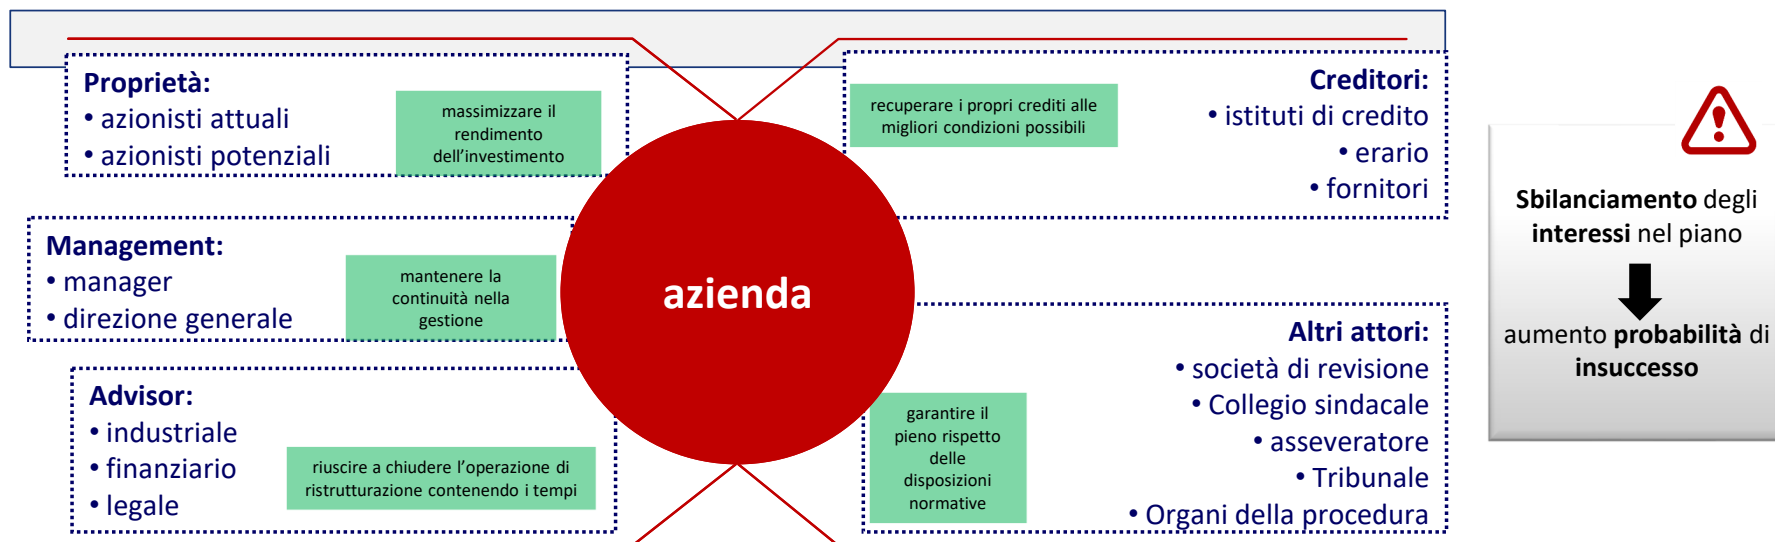 Proprietà:
• azionisti attuali
• azionisti potenziali
massimizzare il
rendimento
dell’investimento
Management:
• manager
• direzione generale
mantenere la
continuità nella
gestione
Advisor:
• industriale
• finanziario
• legale
riuscire a chiudere l’operazione di
ristrutturazione contenendo i tempi
azienda
Creditori:
• istituti di credito
• erario
• fornitori
recuperare i propri crediti alle
migliori condizioni possibili
Altri attori:
• società di revisione
• Collegio sindacale
• asseveratore
• Tribunale
• Organi della procedura
garantire il
pieno rispetto
delle
disposizioni
normative
Sbilanciamento degli
interessi nel piano
aumento probabilità di
insuccesso